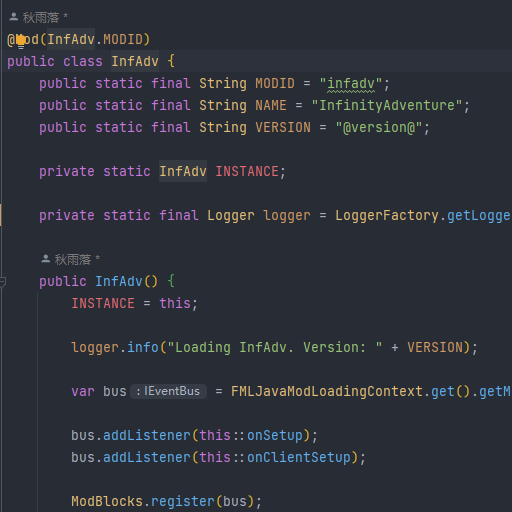 秋雨落 *
@Mod(InfAdv.MODID)
public class InfAdv {
public static final String MODID = "infadv";
public static final String NAME = "InfinityAdventure";
public static final String VERSION = "@version@";
private static InfAdv INSTANCE;
private static final Logger logger = LoggerFactory.getLogge
秋雨落 *
public InfAdv() {
INSTANCE = this;
logger.info("Loading InfAdv. Version: " + VERSION);
var bus : IEventBus = FMLJavaModLoadingContext.get().getM
bus.addListener(this::onSetup);
bus.addListener(this::onClientSetup);
ModBlocks.register(bus);